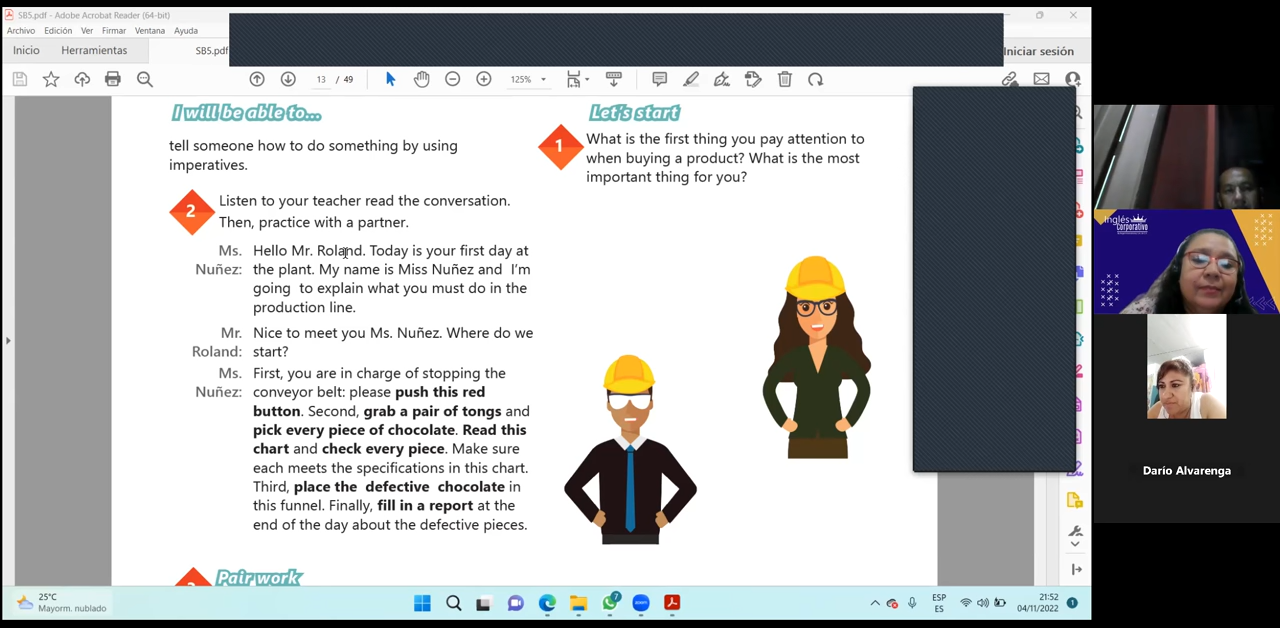 SB5.pdf - Adobe Acrobat Reader (64-bit)
Archivo Edición Ver Firmar Ventana Ayuda
Inicio Herramientas SB5.pdf Iniciar sesión
13 / 49 125%
I will be able to...
tell someone how to do something by using
imperatives.
Let's start
1 What is the first thing you pay attention to
when buying a product? What is the most
important thing for you?
2 Listen to your teacher read the conversation.
Then, practice with a partner.
Ms. Hello Mr. Roland. Today is your first day at
Nuñez: the plant. My name is Miss Nuñez and I'm
going to explain what you must do in the
production line.
Mr. Nice to meet you Ms. Nuñez. Where do we
Roland: start?
Ms. First, you are in charge of stopping the
Nuñez: conveyor belt: please push this red
button. Second, grab a pair of tongs and
pick every piece of chocolate. Read this
chart and check every piece. Make sure
each meets the specifications in this chart.
Third, place the defective chocolate in
this funnel. Finally, fill in a report at the
end of the day about the defective pieces.
Pair work
Inglés
Corporativo
Darío Alvarenga
25°C
Mayorm. nublado
7
zoom
ESP
ES
21:52
04/11/2022
1